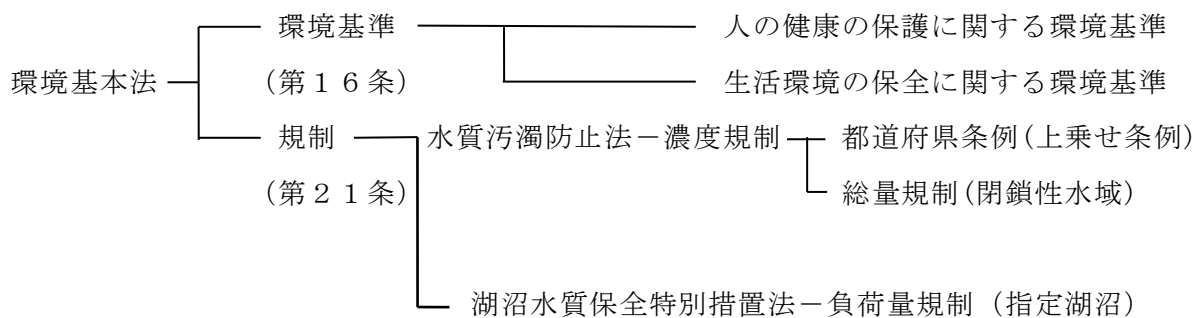 環境基準 人の健康の保護に関する環境基準
環境基本法 (第１６条) 生活環境の保全に関する環境基準
規制 水質汚濁防止法－濃度規制 都道府県条例(上乗せ条例)
(第２１条) 総量規制(閉鎖性水域)
湖沼水質保全特別措置法－負荷量規制（指定湖沼）